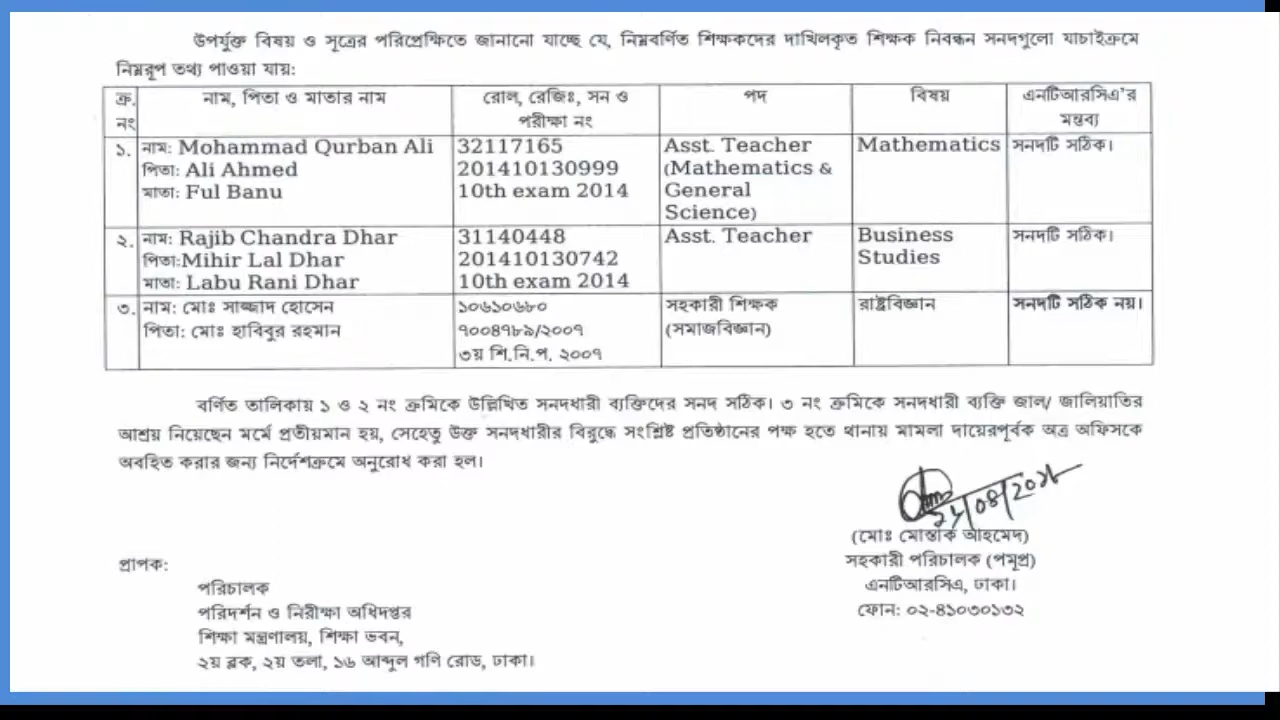 উপর্যুক্ত বিষয় ও সূত্রের পরিপ্রেক্ষিতে জানানো যাচ্ছে যে, নিম্নবর্ণিত শিক্ষকদের দাখিলকৃত শিক্ষক নিবন্ধন সনদগুলো যাচাইক্রমে
নিম্নরূপ তথ্য পাওয়া যায়:
ক্র. নং | নাম, পিতা ও মাতার নাম | রোল, রেজিঃ, সন ও পরীক্ষা নং | পদ | বিষয় | এনটিআরসিএ'র মন্তব্য
১. নাম: Mohammad Qurban Ali 32117165 Asst. Teacher Mathematics সনদটি সঠিক।
পিতা: Ali Ahmed 201410130999 (Mathematics &
মাতা: Ful Banu 10th exam 2014 General
Science)
২. নাম: Rajib Chandra Dhar 31140448 Asst. Teacher Business সনদটি সঠিক।
পিতা:Mihir Lal Dhar 201410130742 Studies
মাতা: Labu Rani Dhar 10th exam 2014
৩. নাম: মোঃ সাজ্জাদ হোসেন ১০৬১০৬৮০ সহকারী শিক্ষক রাষ্ট্রবিজ্ঞান সনদটি সঠিক নয়।
পিতা: মোঃ হাবিবুর রহমান ৭০০৪৭৮৯/২০০৭ (সমাজবিজ্ঞান)
৩য় শি.নি.প. ২০০৭
বর্ণিত তালিকায় ১ ও ২ নং ক্রমিকে উল্লিখিত সনদধারী ব্যক্তিদের সনদ সঠিক। ৩ নং ক্রমিকে সনদধারী ব্যক্তি জাল/ জালিয়াতির
আশ্রয় নিয়েছেন মর্মে প্রতীয়মান হয়, সেহেতু উক্ত সনদধারীর বিরুদ্ধে সংশ্লিষ্ট প্রতিষ্ঠানের পক্ষ হতে থানায় মামলা দায়েরপূর্বক অত্র অফিসকে
অবহিত করার জন্য নির্দেশক্রমে অনুরোধ করা হল।
(মোঃ মোস্তাক আহমেদ)
সহকারী পরিচালক (পমূপ্র)
এনটিআরসিএ, ঢাকা।
ফোন: ০২-৪১০৩০১৩২
প্রাপক:
পরিচালক
পরিদর্শন ও নিরীক্ষা অধিদপ্তর
শিক্ষা মন্ত্রণালয়, শিক্ষা ভবন,
২য় ব্লক, ২য় তলা, ১৬ আব্দুল গণি রোড, ঢাকা।